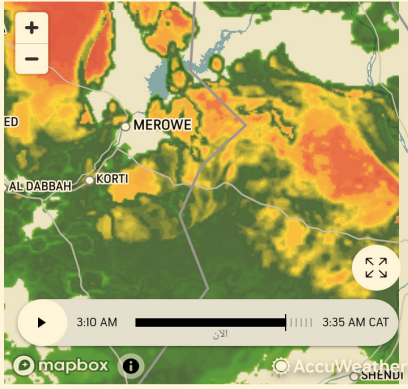 +
−
ED
MEROWE
AL DABBAH
KORTI
3:10 AM
3:35 AM CAT
الآن
mapbox
i
AccuWeather
SHENDI